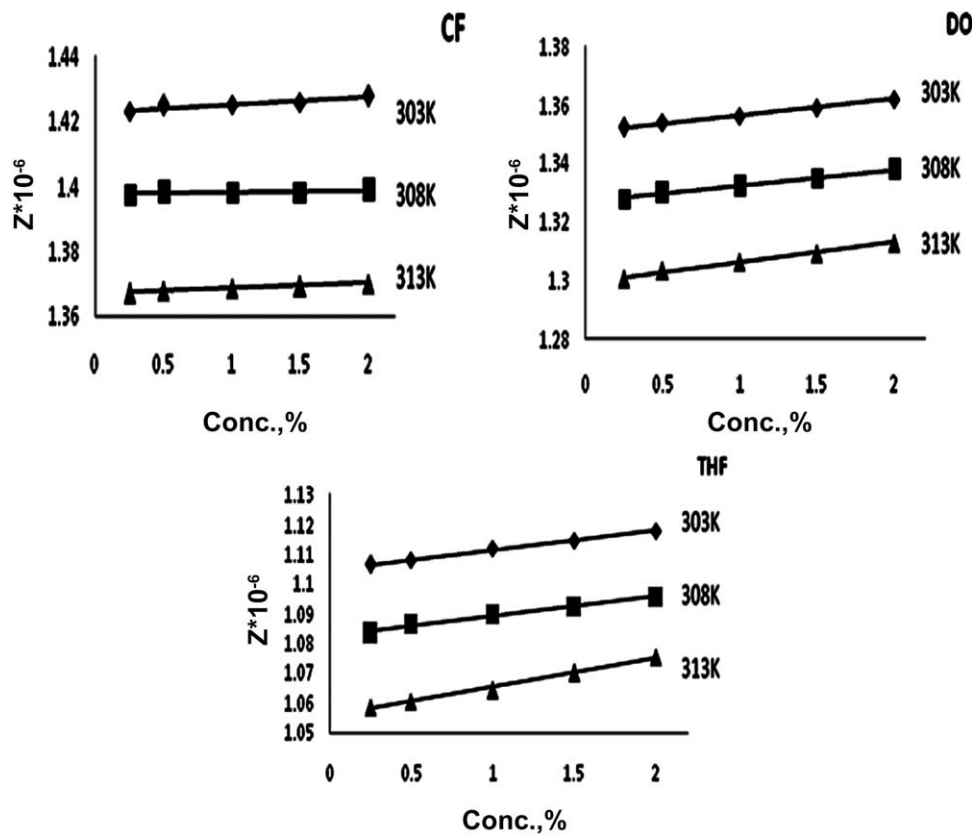 CF
1.44
1.42
1.4
1.38
1.36
Z*10-6
303K
308K
313K
0 0.5 1 1.5 2
Conc.,%
DO
1.38
1.36
1.34
1.32
1.3
1.28
Z*10-6
303K
308K
313K
0 0.5 1 1.5 2
Conc.,%
THF
1.13
1.12
1.11
1.1
1.09
1.08
1.07
1.06
1.05
Z*10-6
303K
308K
313K
0 0.5 1 1.5 2
Conc.,%